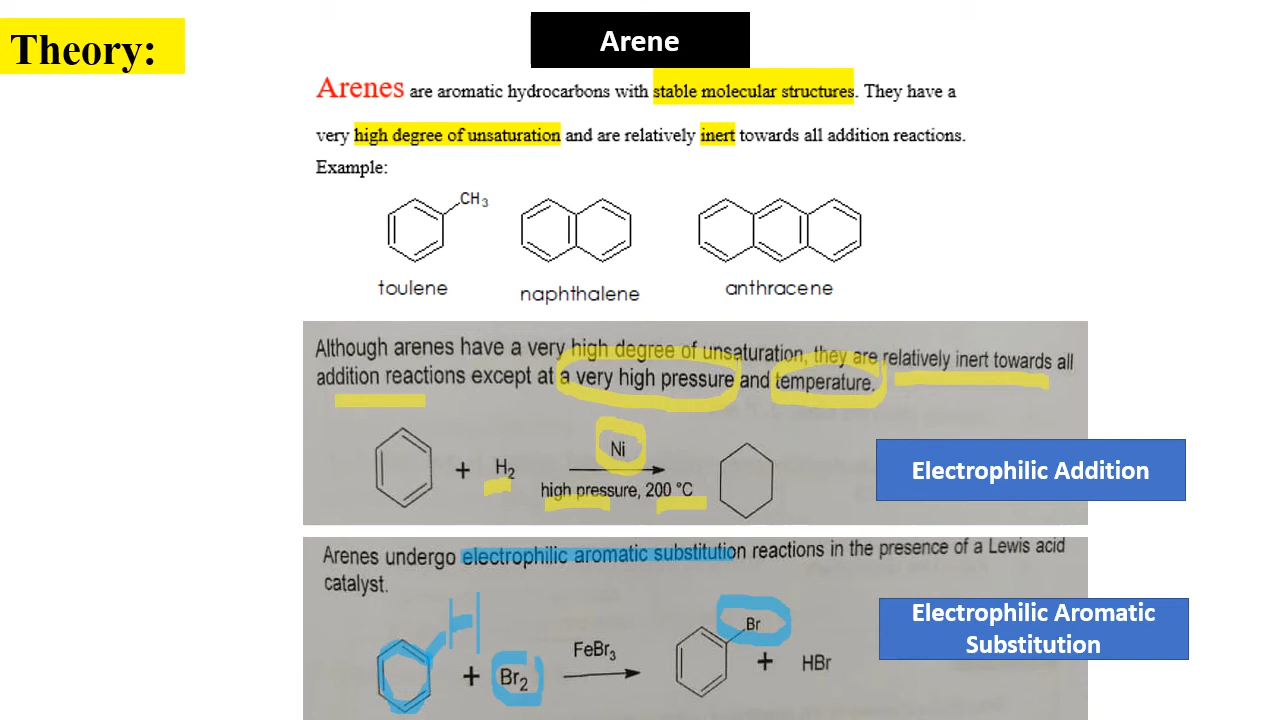 Theory:
Arene
Arenes are aromatic hydrocarbons with stable molecular structures. They have a
very high degree of unsaturation and are relatively inert towards all addition reactions.
Example:
CH3
toulene
naphthalene
anthracene
Although arenes have a very high degree of unsaturation, they are relatively inert towards all
addition reactions except at a very high pressure and temperature.
+ H2
Ni
high pressure, 200 °C
Electrophilic Addition
Arenes undergo electrophilic aromatic substitution reactions in the presence of a Lewis acid
catalyst.
H
+ Br2
FeBr3
Br
+ HBr
Electrophilic Aromatic
Substitution